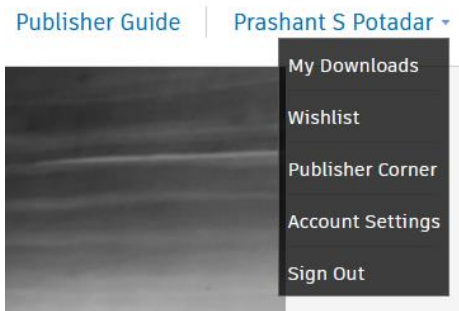 Publisher Guide Prashant S Potadar
My Downloads
Wishlist
Publisher Corner
Account Settings
Sign Out